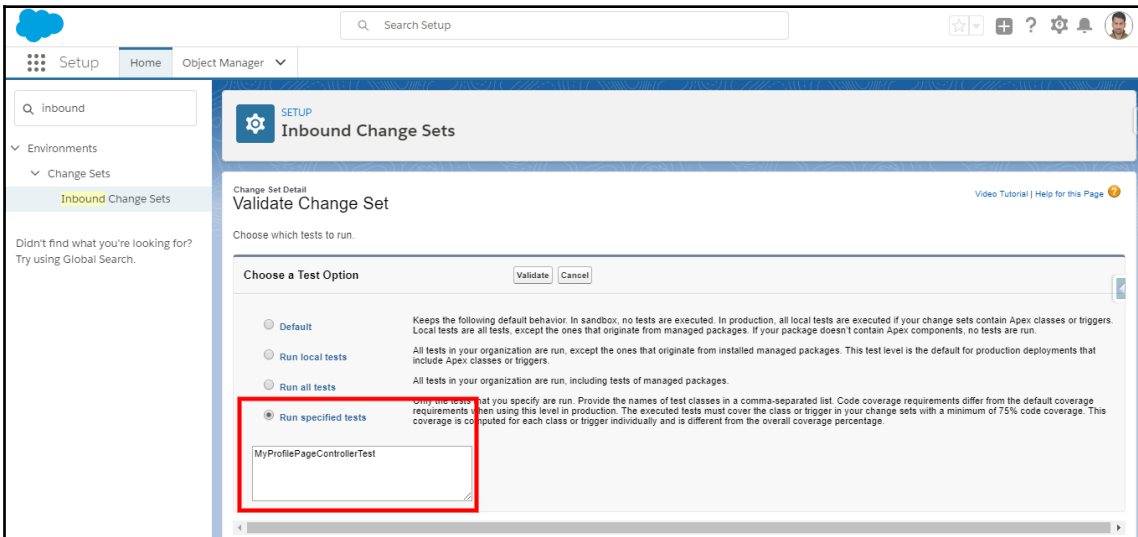 Search Setup
Setup
Home
Object Manager
inbound
Environments
Change Sets
Inbound Change Sets
Didn't find what you're looking for?
Try using Global Search.
SETUP
Inbound Change Sets
Change Set Detail
Validate Change Set
Video Tutorial | Help for this Page
Choose which tests to run.
Choose a Test Option
Validate
Cancel
Default
Keeps the following default behavior. In sandbox, no tests are executed. In production, all local tests are executed if your change sets contain Apex classes or triggers.
Local tests are all tests, except the ones that originate from managed packages. If your package doesn't contain Apex components, no tests are run.
Run local tests
All tests in your organization are run, except the ones that originate from installed managed packages. This test level is the default for production deployments that
include Apex classes or triggers.
Run all tests
All tests in your organization are run, including tests of managed packages.
Run specified tests
Only the tests that you specify are run. Provide the names of test classes in a comma-separated list. Code coverage requirements differ from the default coverage
requirements when using this level in production. The executed tests must cover the class or trigger in your change sets with a minimum of 75% code coverage. This
coverage is computed for each class or trigger individually and is different from the overall coverage percentage.
MyProfilePageControllerTest